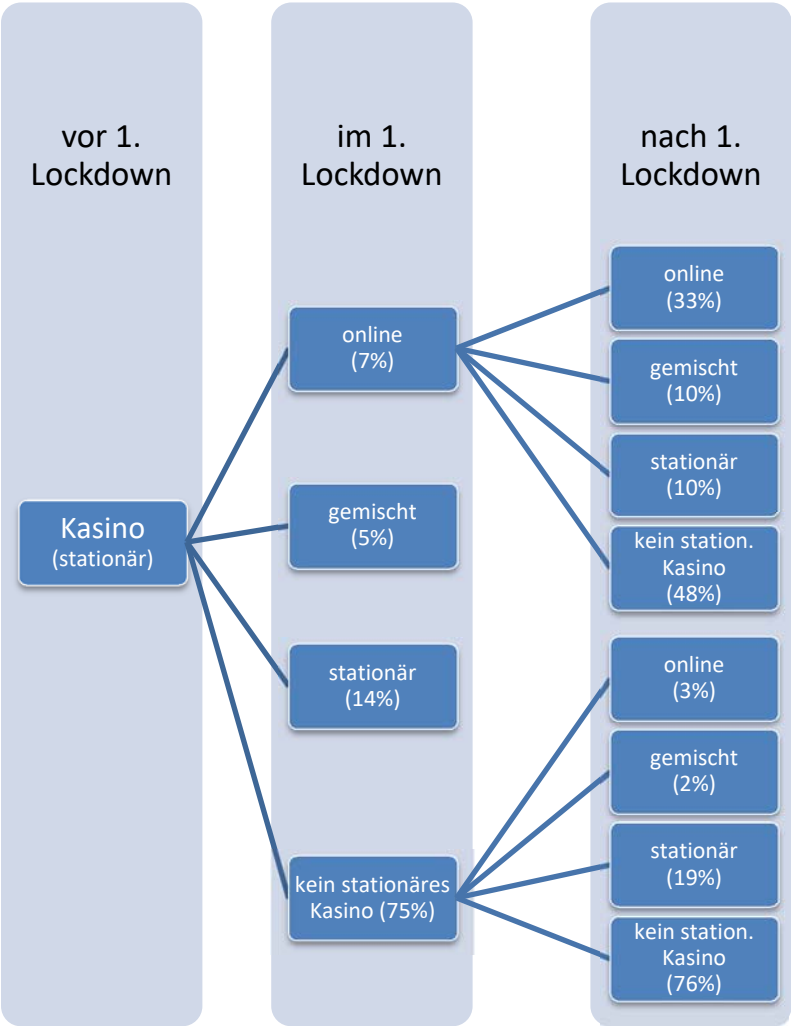 vor 1.
Lockdown
im 1.
Lockdown
nach 1.
Lockdown
Kasino
(stationär)
online
(7%)
gemischt
(5%)
stationär
(14%)
kein stationäres
Kasino (75%)
online
(33%)
gemischt
(10%)
stationär
(10%)
kein station.
Kasino
(48%)
online
(3%)
gemischt
(2%)
stationär
(19%)
kein station.
Kasino
(76%)